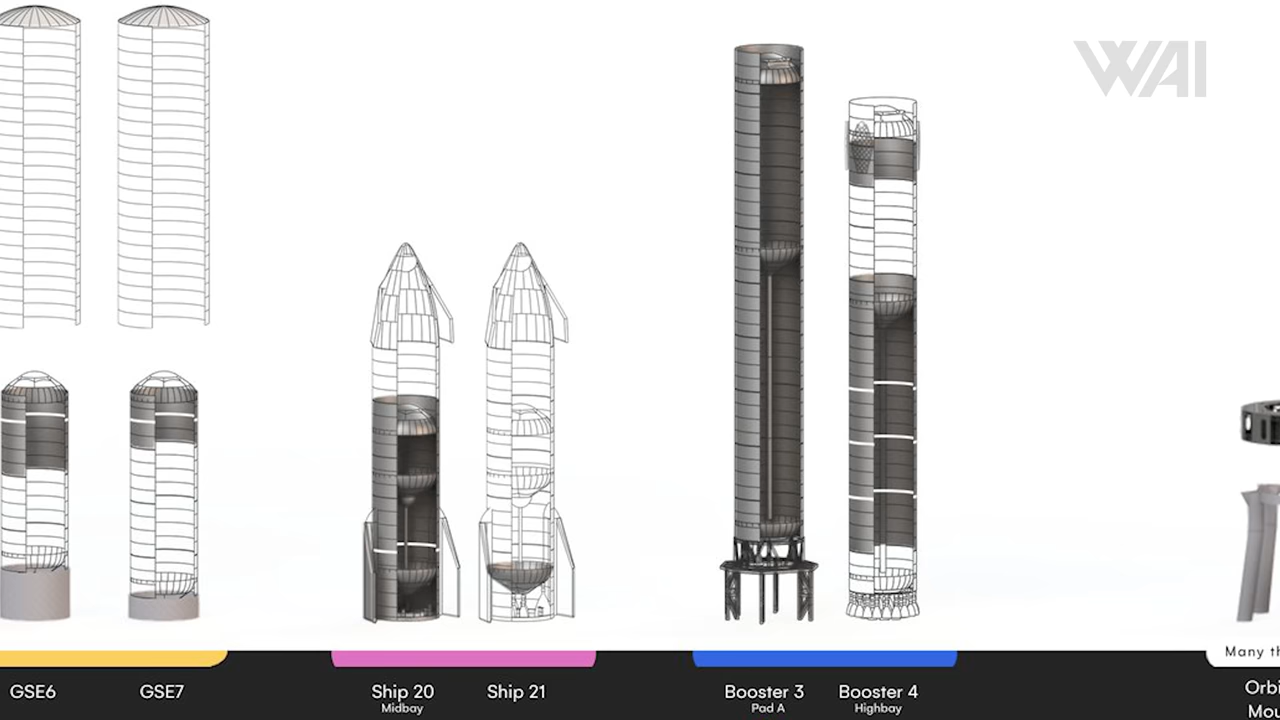 WAI
GSE6
GSE7
Ship 20
Midbay
Ship 21
Booster 3
Pad A
Booster 4
Highbay
Many th
Orbi
Mou